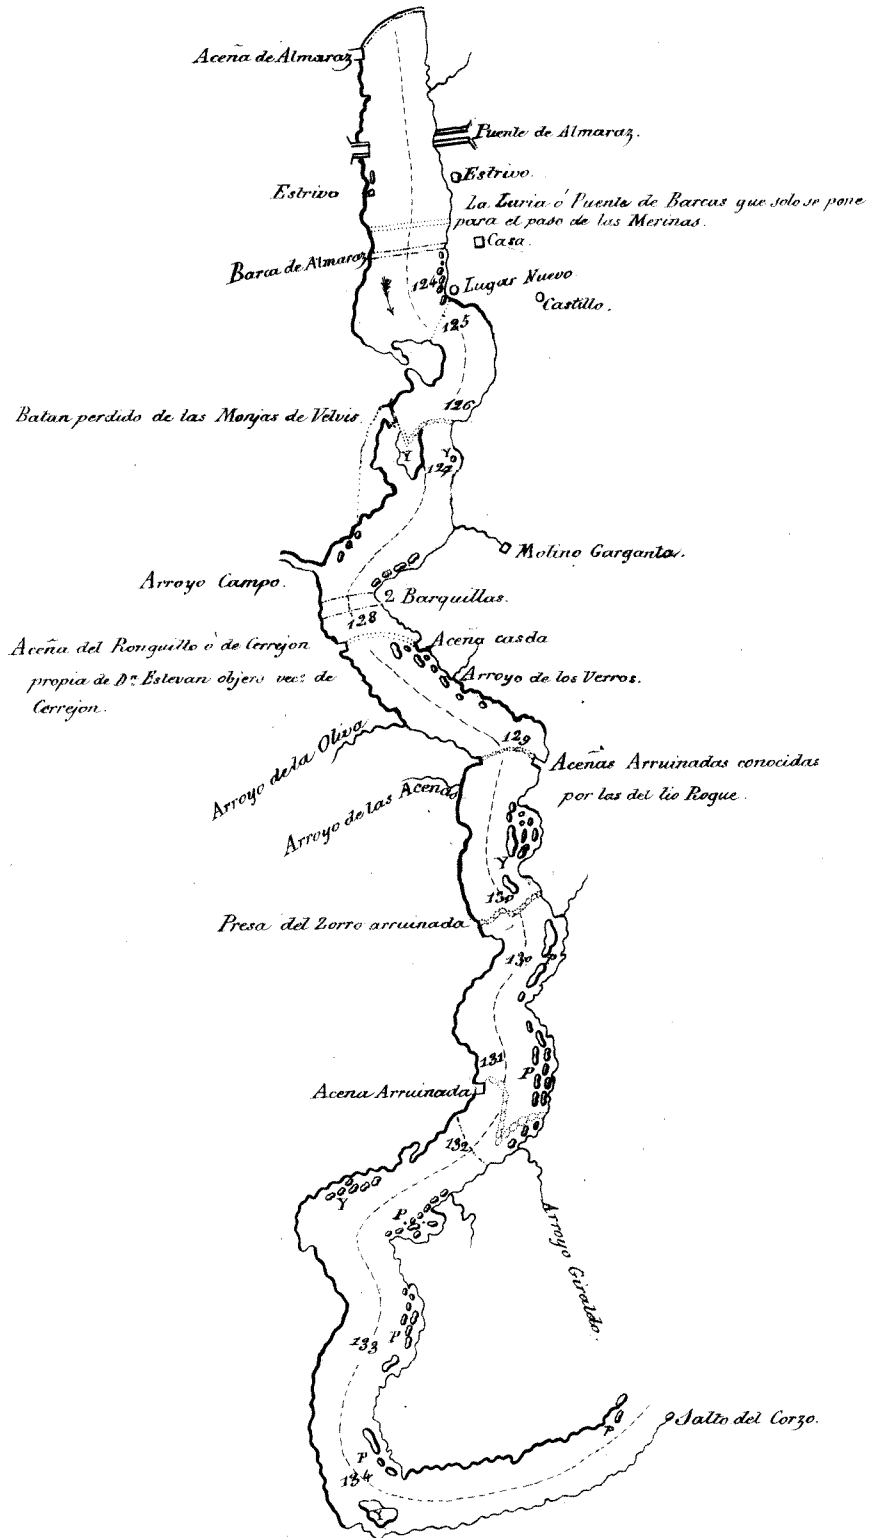 Aceña de Almaraz
Puente de Almaraz.
Estrivo.
Estrivo
La Luria ó Puente de Barcas que solo se pone
para el paso de las Merinas.
Casa.
Barca de Almaraz
124
Lugar Nuevo
Castillo.
125
126
Batan perdido de las Monjas de Velvis.
Y
Y
127
Molino Garganta.
Arroyo Campo.
2 Barquillas.
128
Aceña caida
Aceña del Ronquillo ó de Cerrejon
propia de Dn. Estevan objero vec.o de
Cerrejon.
Arroyo de los Verros.
129
Arroyo de la Oliva
Aceñas Arruinadas conocidas
por las del tio Roque.
Arroyo de las Acenas
Y
130
Presa del Zorro arruinada
130
P
131
P
Acena Arruinada
132
Y
P.
Arroyo Giraldo.
133
P
Salto del Corzo.
P
P
134
Y